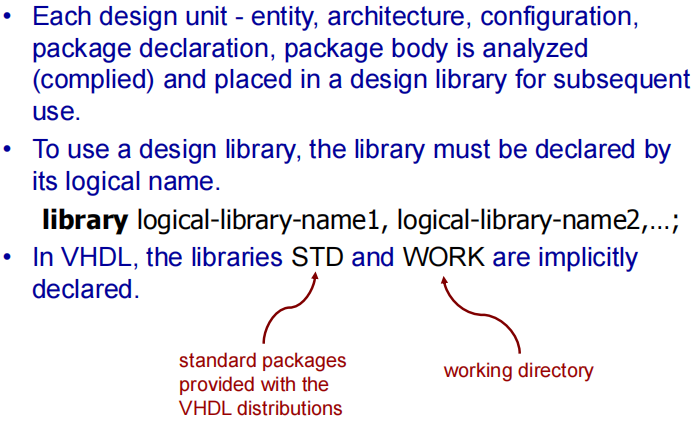 • Each design unit - entity, architecture, configuration,
package declaration, package body is analyzed
(complied) and placed in a design library for subsequent
use.
• To use a design library, the library must be declared by
its logical name.
library logical-library-name1, logical-library-name2,...;
• In VHDL, the libraries STD and WORK are implicitly
declared.
standard packages
provided with the
VHDL distributions
working directory